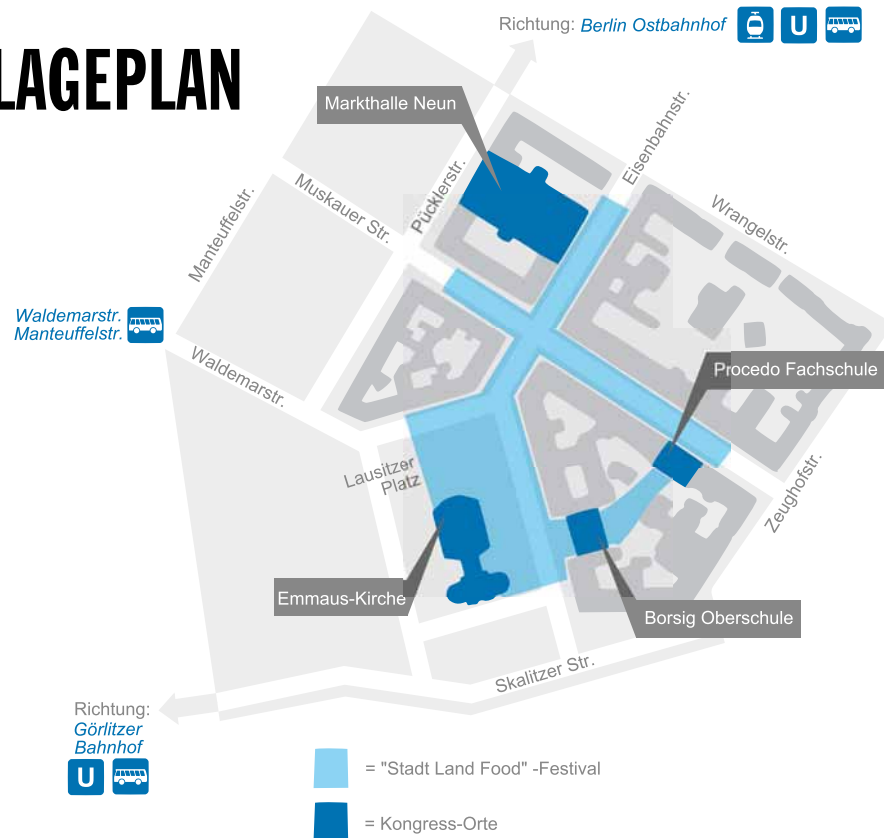 Richtung: Berlin Ostbahnhof
U
LAGEPLAN
Markthalle Neun
Eisenbahnstr.
Pücklerstr.
Muskauer Str.
Manteuffelstr.
Wrangelstr.
Waldemarstr.
Manteuffelstr.
Waldemarstr.
Procedo Fachschule
Lausitzer
Platz
Zeughofstr.
Emmaus-Kirche
Borsig Oberschule
Skalitzer Str.
Richtung:
Görlitzer
Bahnhof
U
= "Stadt Land Food" -Festival
= Kongress-Orte